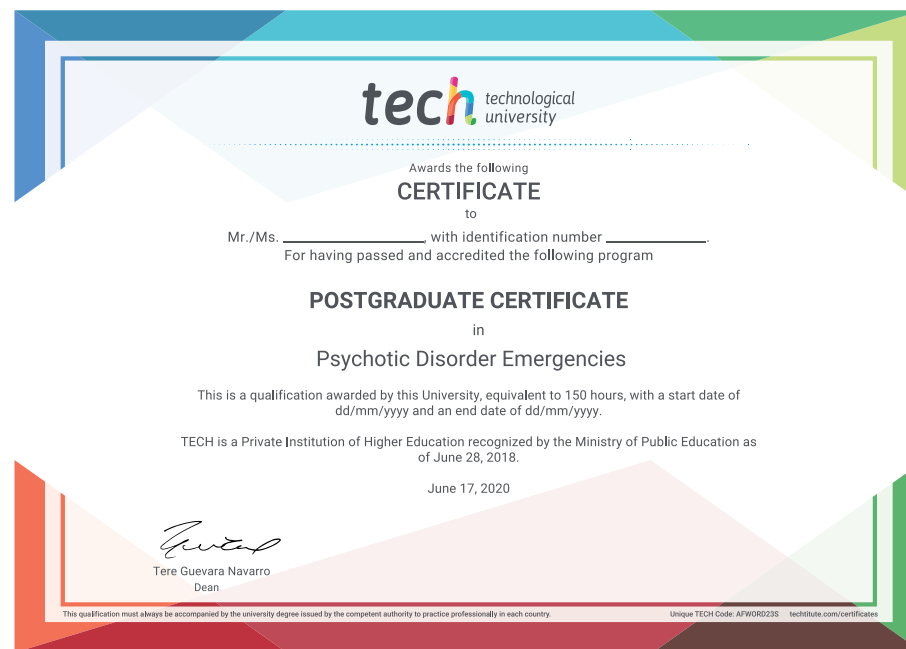 tech technological
university
Awards the following
CERTIFICATE
to
Mr./Ms. ____________________, with identification number ______________.
For having passed and accredited the following program
POSTGRADUATE CERTIFICATE
in
Psychotic Disorder Emergencies
This is a qualification awarded by this University, equivalent to 150 hours, with a start date of
dd/mm/yyyy and an end date of dd/mm/yyyy.
TECH is a Private Institution of Higher Education recognized by the Ministry of Public Education as
of June 28, 2018.
June 17, 2020
Tere Guevara Navarro
Dean
This qualification must always be accompanied by the university degree issued by the competent authority to practice professionally in each country. Unique TECH Code: AFWORD23S techtitute.com/certificates